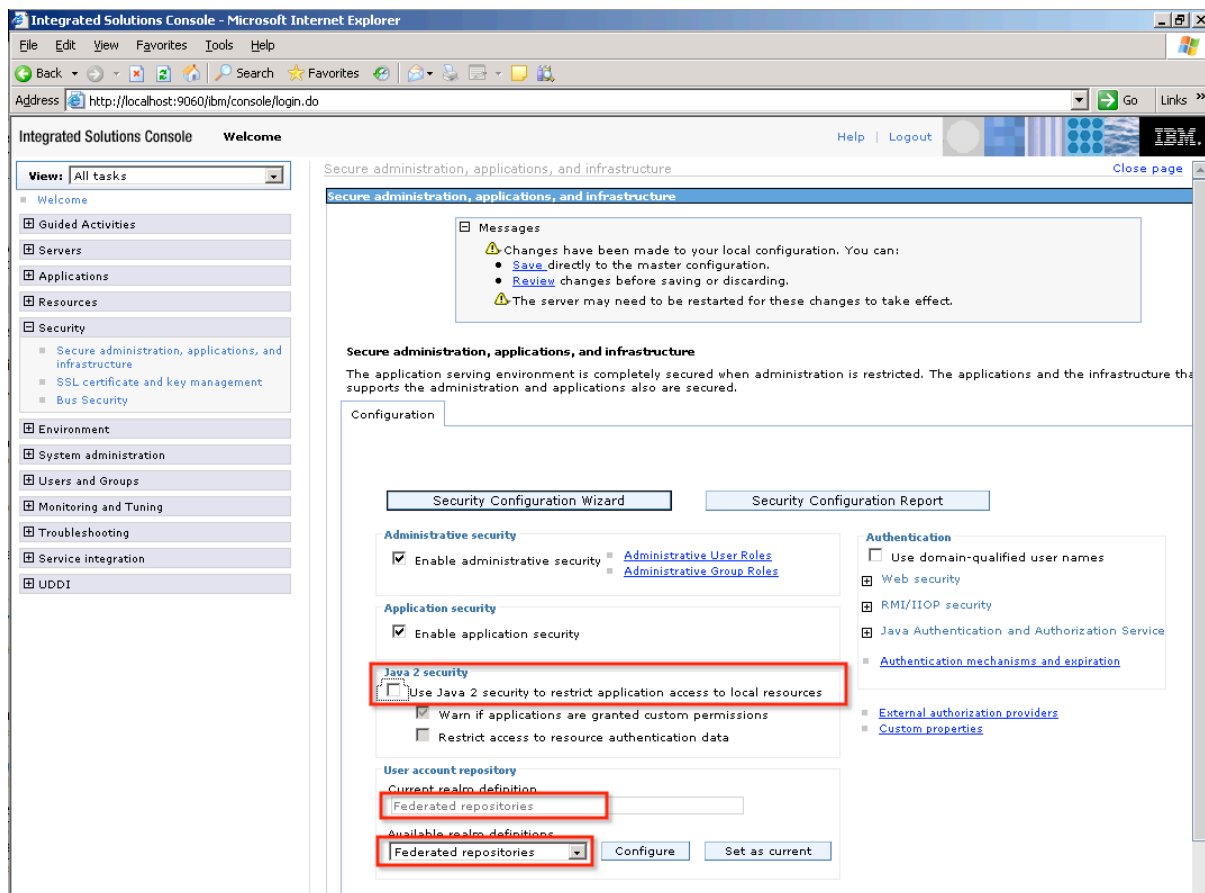 Integrated Solutions Console - Microsoft Internet Explorer
File Edit View Favorites Tools Help
Back Search Favorites
Address http://localhost:9060/ibm/console/login.do Go Links »
Integrated Solutions Console Welcome Help | Logout IBM.
View: All tasks
Welcome
Guided Activities
Servers
Applications
Resources
Security
Secure administration, applications, and
infrastructure
SSL certificate and key management
Bus Security
Environment
System administration
Users and Groups
Monitoring and Tuning
Troubleshooting
Service integration
UDDI
Secure administration, applications, and infrastructure Close page
Secure administration, applications, and infrastructure
Messages
Changes have been made to your local configuration. You can:
Save directly to the master configuration.
Review changes before saving or discarding.
The server may need to be restarted for these changes to take effect.
Secure administration, applications, and infrastructure
The application serving environment is completely secured when administration is restricted. The applications and the infrastructure tha
supports the administration and applications also are secured.
Configuration
Security Configuration Wizard Security Configuration Report
Administrative security
Enable administrative security
Administrative User Roles
Administrative Group Roles
Application security
Enable application security
Java 2 security
Use Java 2 security to restrict application access to local resources
Warn if applications are granted custom permissions
Restrict access to resource authentication data
User account repository
Current realm definition
Federated repositories
Available realm definitions
Federated repositories Configure Set as current
Authentication
Use domain-qualified user names
Web security
RMI/IIOP security
Java Authentication and Authorization Service
Authentication mechanisms and expiration
External authorization providers
Custom properties